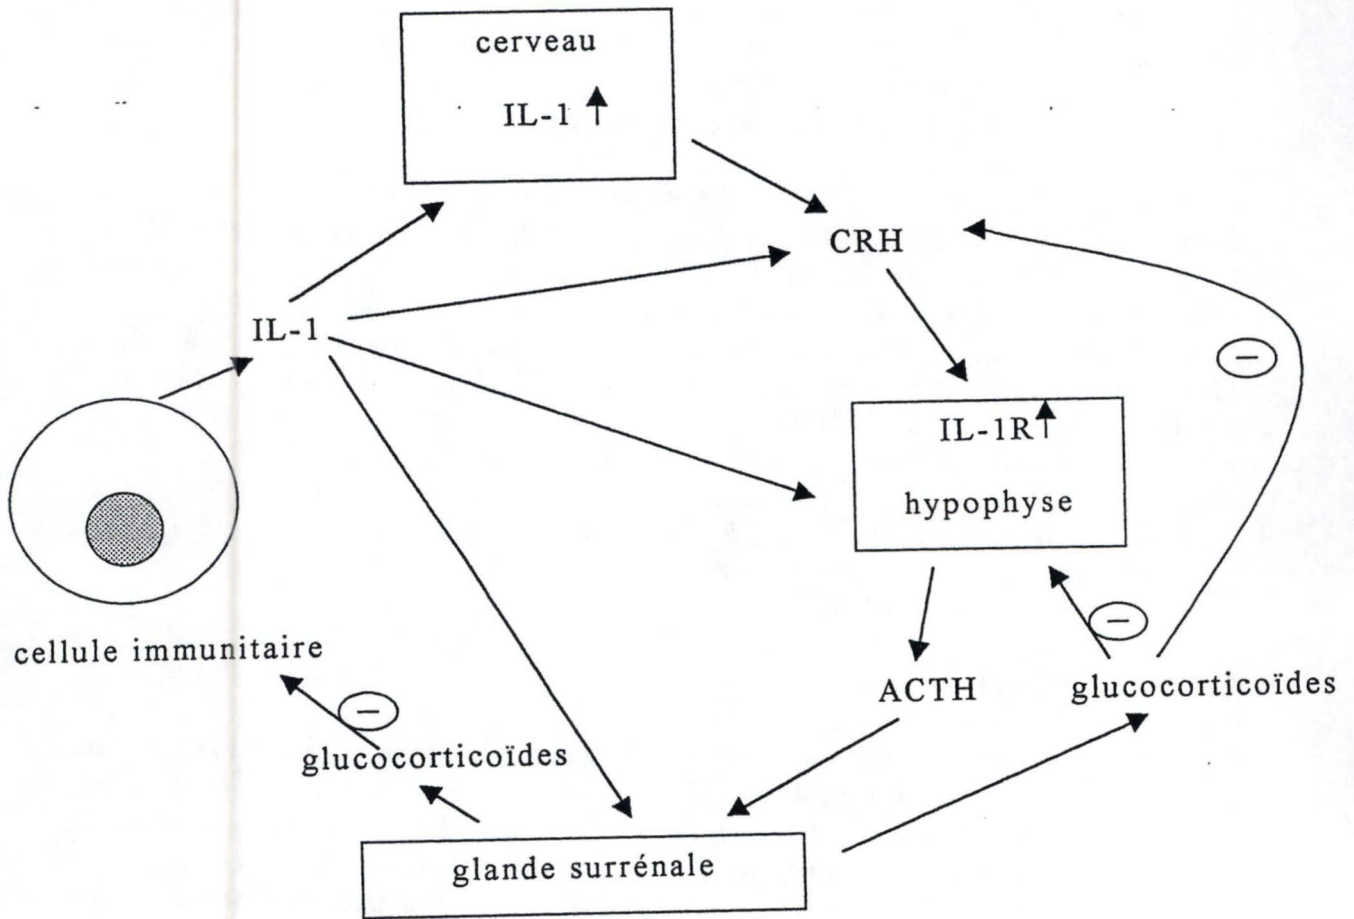 cerveau
IL-1
CRH
IL-1
−
IL-1R
hypophyse
−
cellule immunitaire
ACTH
glucocorticoïdes
−
glucocorticoïdes
glande surrénale